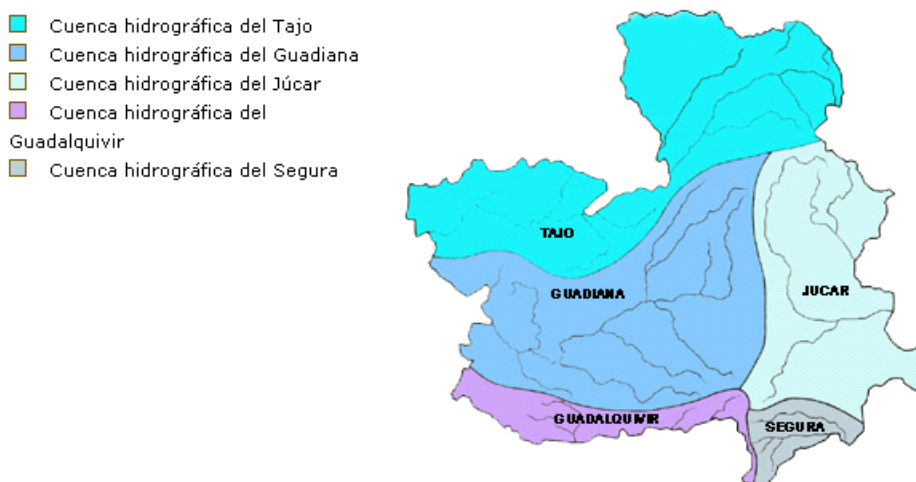 Cuenca hidrográfica del Tajo
Cuenca hidrográfica del Guadiana
Cuenca hidrográfica del Júcar
Cuenca hidrográfica del
Guadalquivir
Cuenca hidrográfica del Segura
TAJO
GUADIANA
JUCAR
GUADALQUIVIR
SEGURA